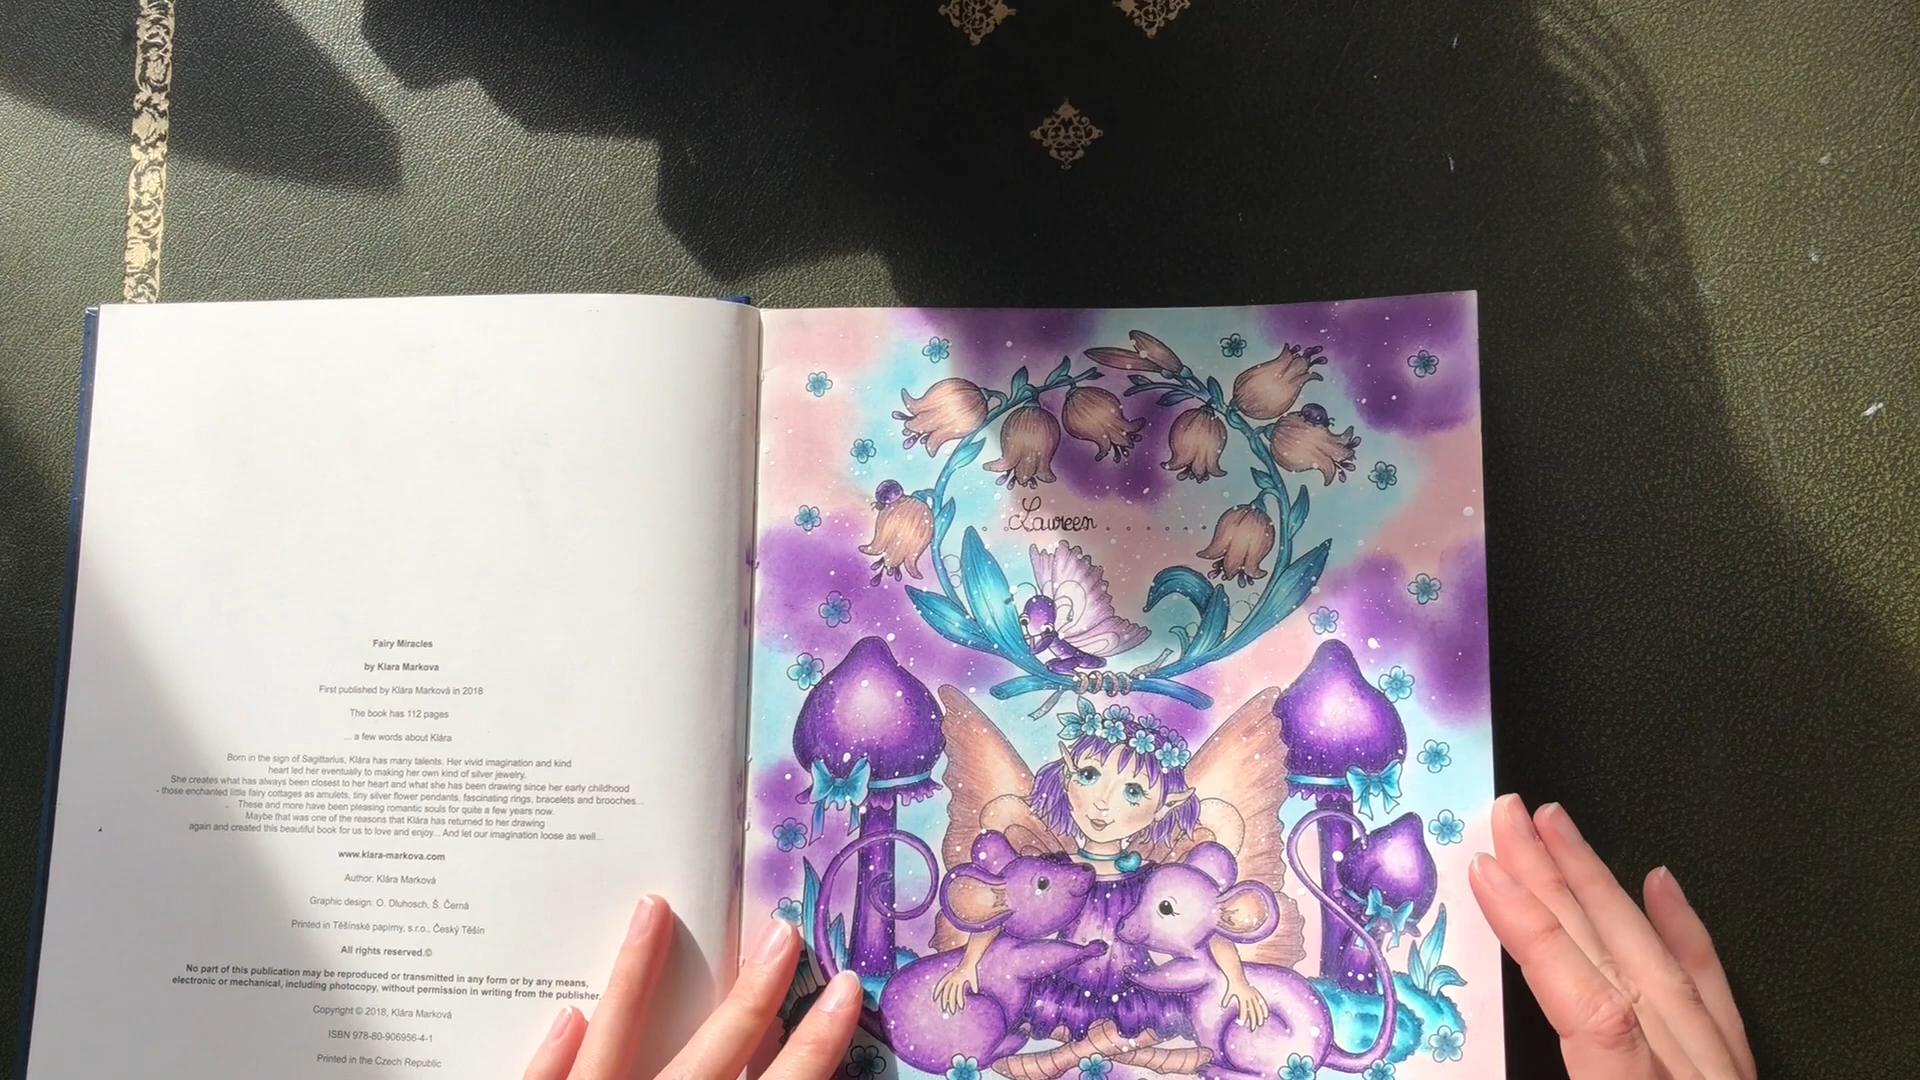 Fairy Miracles
by Klara Markova
First published by Klára Marková in 2018
The book has 112 pages
... a few words about Klára
Born in the sign of Sagittarius, Klára has many talents. Her vivid imagination and kind
heart led her eventually to making her own kind of silver jewelry.
She creates what has always been closest to her heart and what she has been drawing since her early childhood
- those enchanted little fairy cottages as amulets, tiny silver flower pendants, fascinating rings, bracelets and brooches...
These and more have been pleasing romantic souls for quite a few years now.
Maybe that was one of the reasons that Klára has returned to her drawing
again and created this beautiful book for us to love and enjoy... And let our imagination loose as well...
www.klara-markova.com
Author: Klára Marková
Graphic design: O. Dluhosch, Š. Černá
Printed in Těšínské papírny, s.r.o., Český Těšín
All rights reserved.©
No part of this publication may be reproduced or transmitted in any form or by any means,
electronic or mechanical, including photocopy, without permission in writing from the publisher.
Copyright © 2018, Klára Marková
ISBN 978-80-906956-4-1
Printed in the Czech Republic
Lawreen